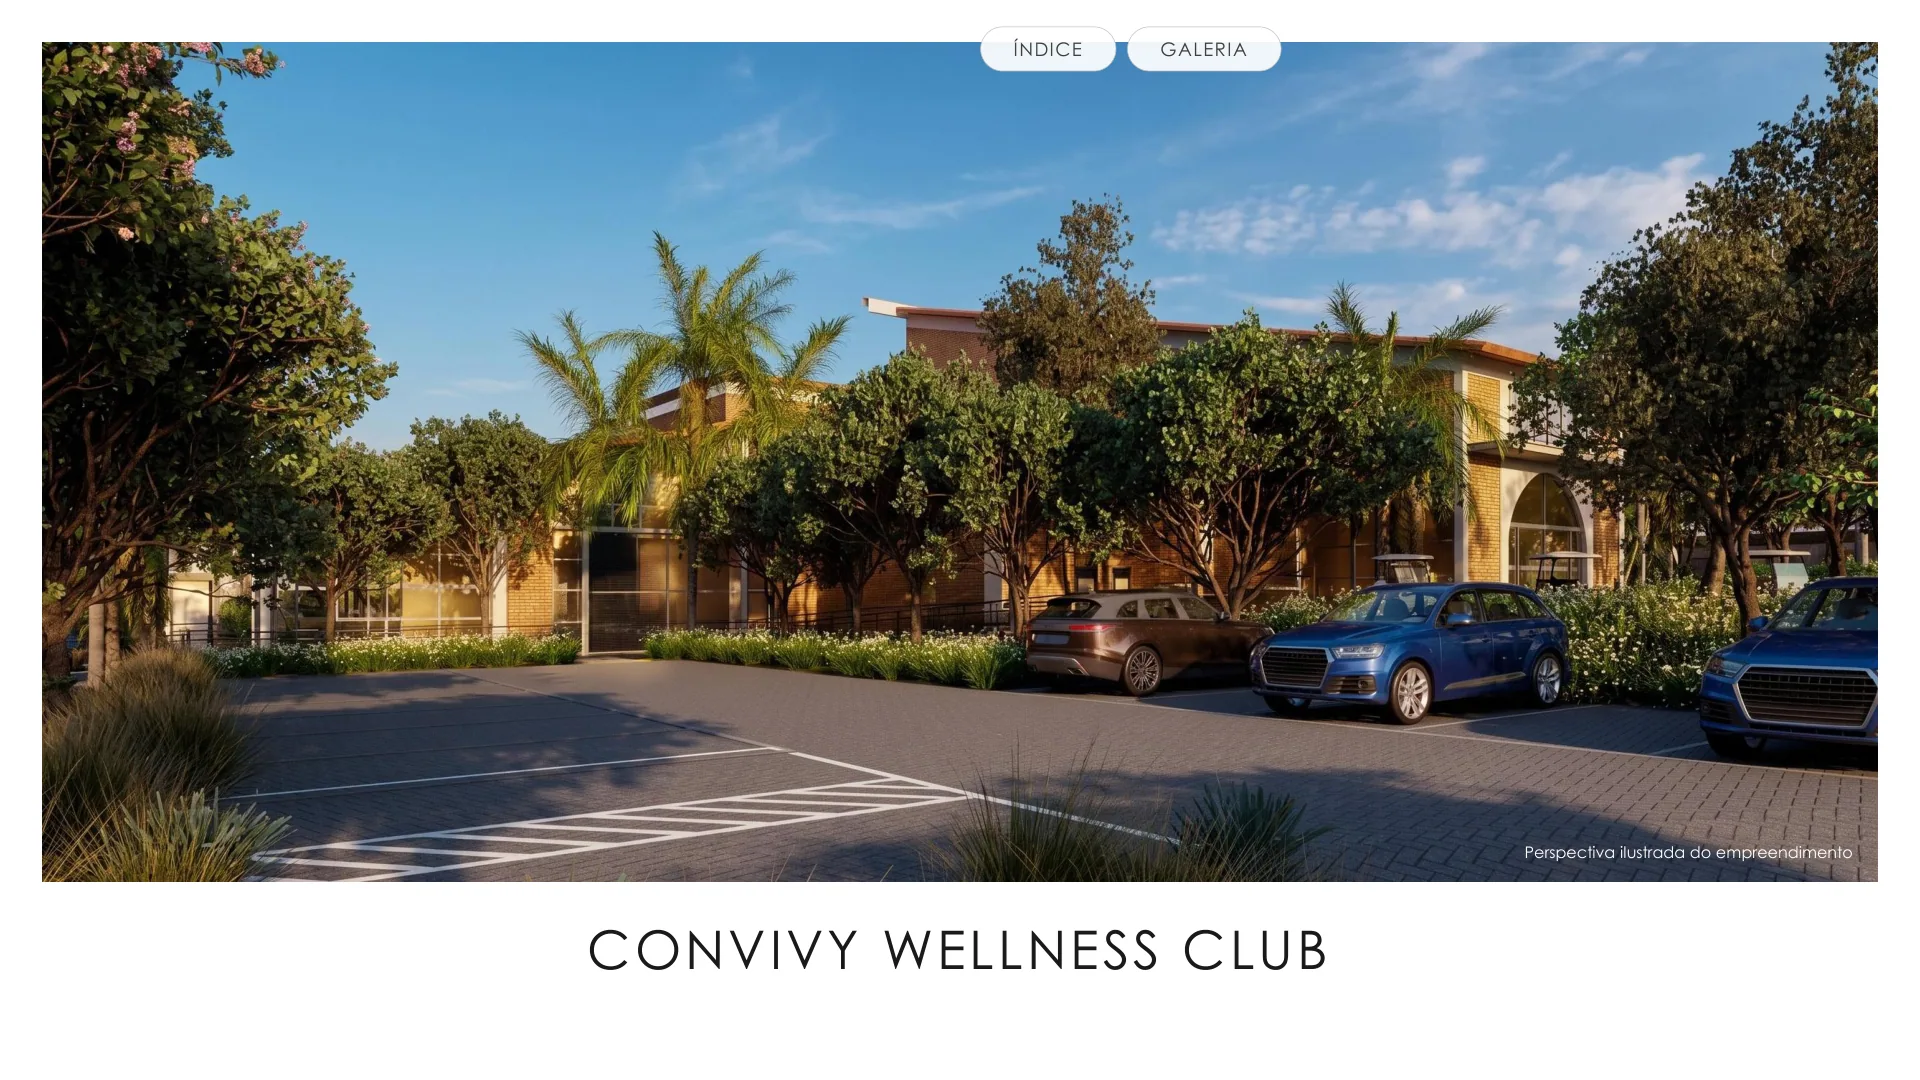 ÍNDICE
GALERIA
Perspectiva ilustrada do empreendimento
CONVIVY WELLNESS CLUB